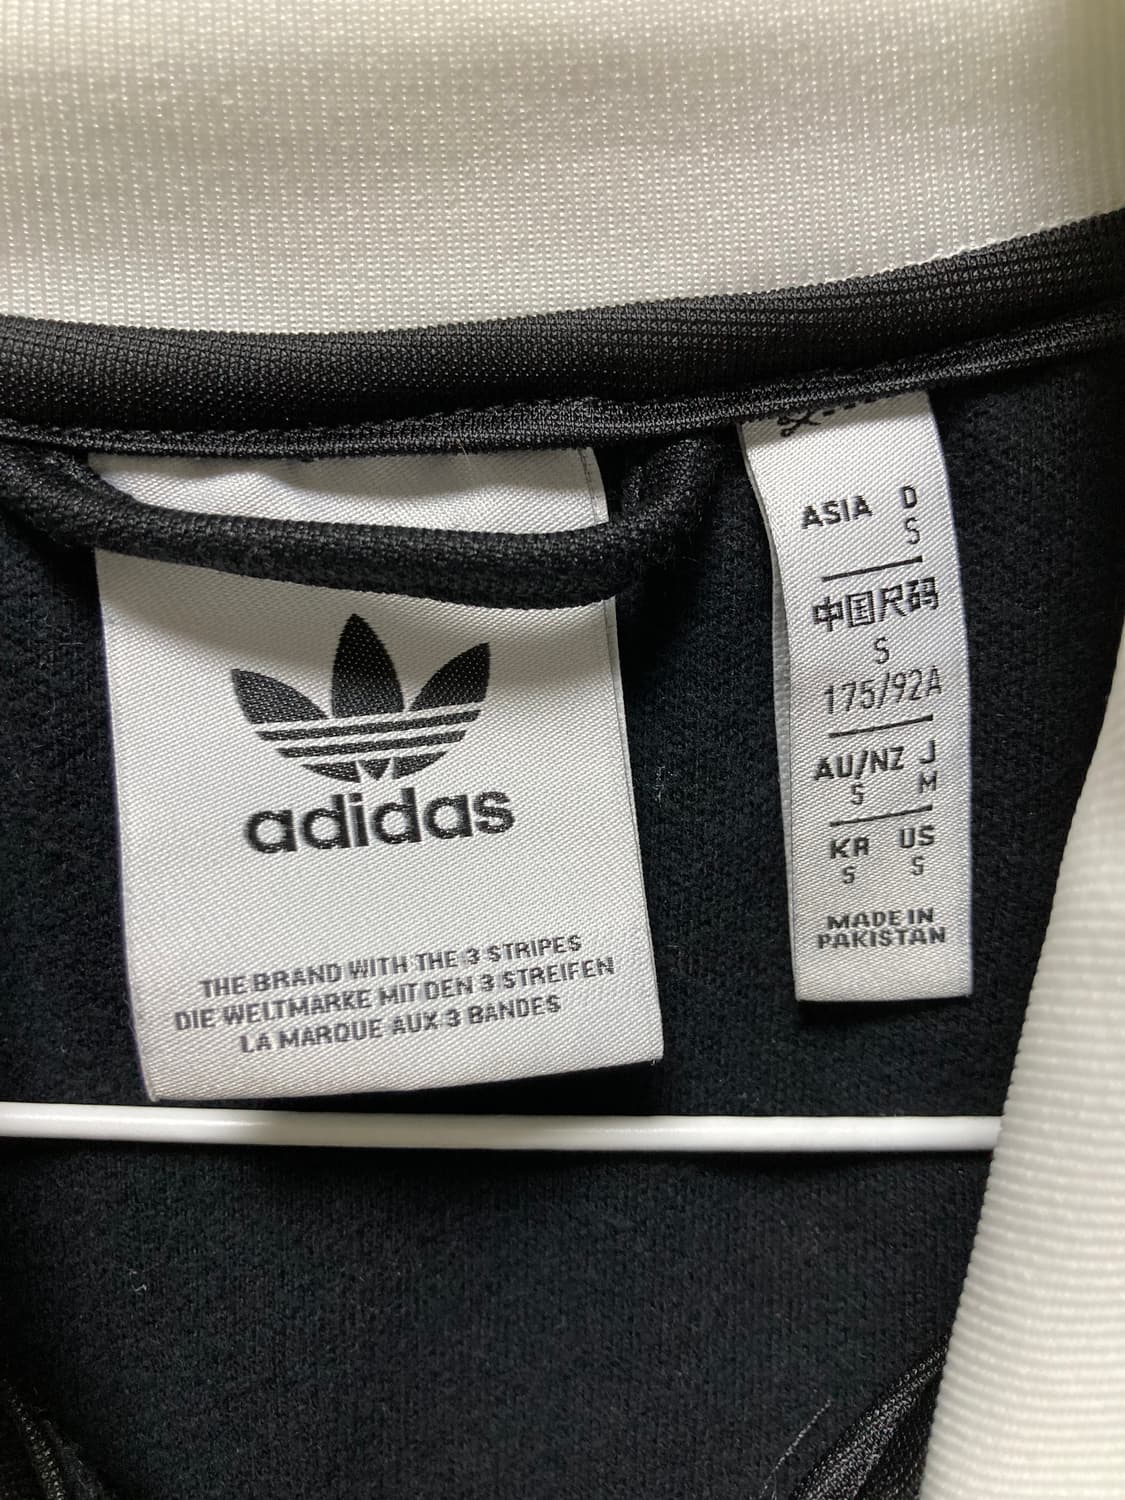 adidas
THE BRAND WITH THE 3 STRIPES
DIE WELTMARKE MIT DEN 3 STREIFEN
LA MARQUE AUX 3 BANDES
ASIA D
S
中国尺码
S
175/92A
AU/NZ J
S M
KR US
S S
MADE IN
PAKISTAN